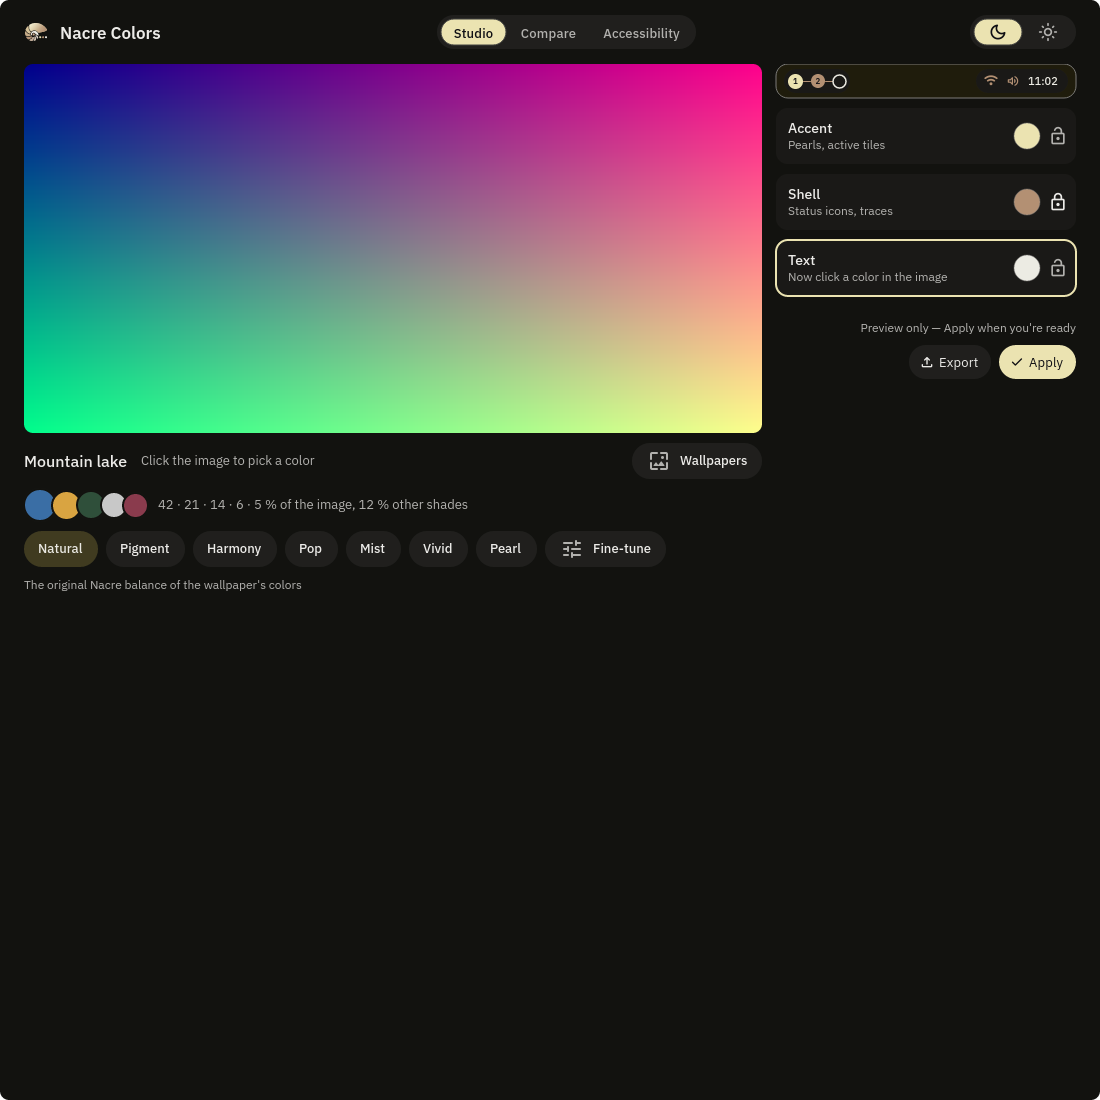 Nacre Colors
Studio
Compare
Accessibility
1
2
11:02
Accent
Pearls, active tiles
Shell
Status icons, traces
Text
Now click a color in the image
Preview only — Apply when you're ready
Export
Apply
Mountain lake
Click the image to pick a color
Wallpapers
42 · 21 · 14 · 6 · 5 % of the image, 12 % other shades
Natural
Pigment
Harmony
Pop
Mist
Vivid
Pearl
Fine-tune
The original Nacre balance of the wallpaper's colors